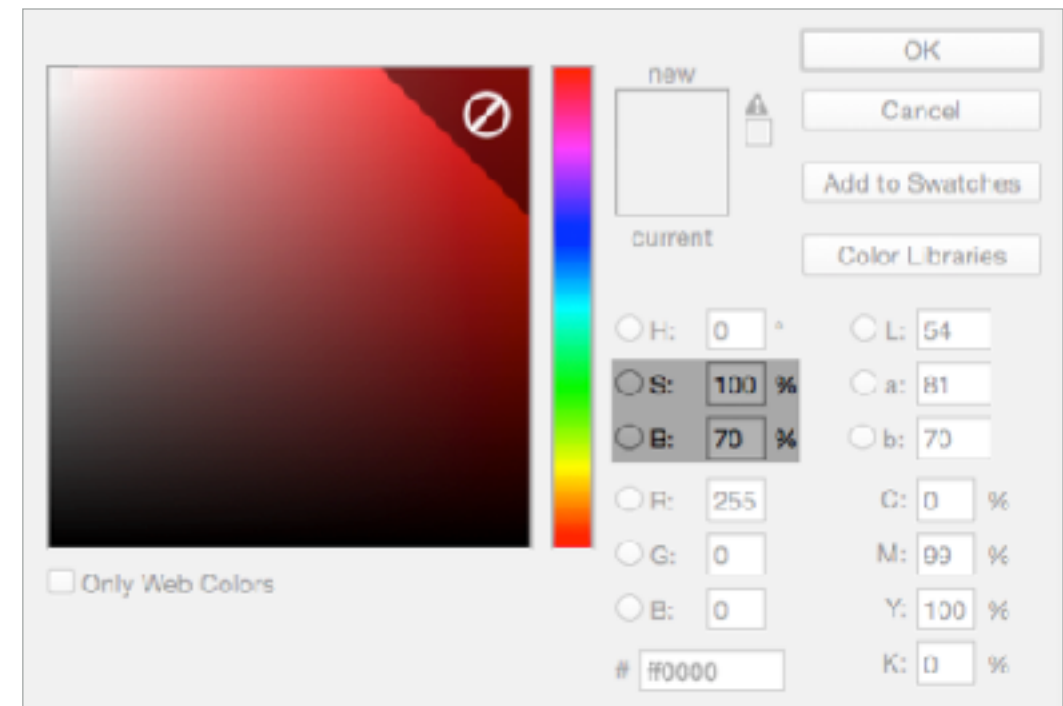 new
OK
Cancel
Add to Swatches
current
Color Libraries
H: 0 °
L: 54
S: 100 %
a: 81
B: 70 %
b: 70
R: 255
C: 0 %
G: 0
M: 99 %
Only Web Colors
B: 0
Y: 100 %
# ff0000
K: 0 %